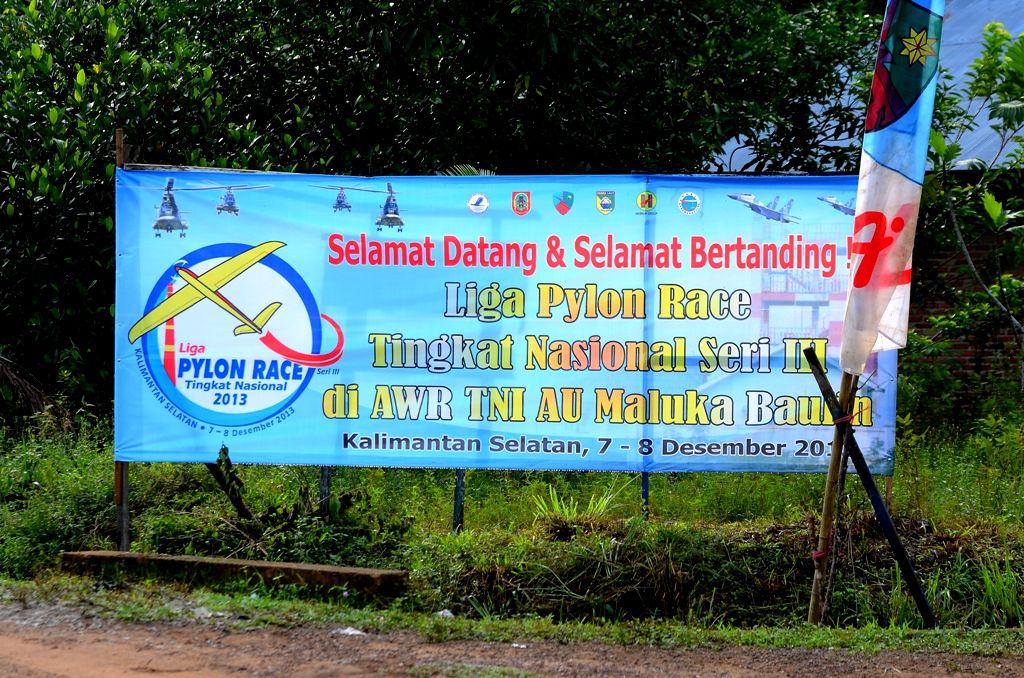 Selamat Datang & Selamat Bertanding !
Liga Pylon Race
Tingkat Nasional Seri III
di AWR TNI AU Maluka
Kalimantan Selatan, 7 - 8 Desember
Liga
PYLON RACE
Seri III
Tingkat Nasional
2013
KALIMANTAN SELATAN • 7 - 8 Desember 2013